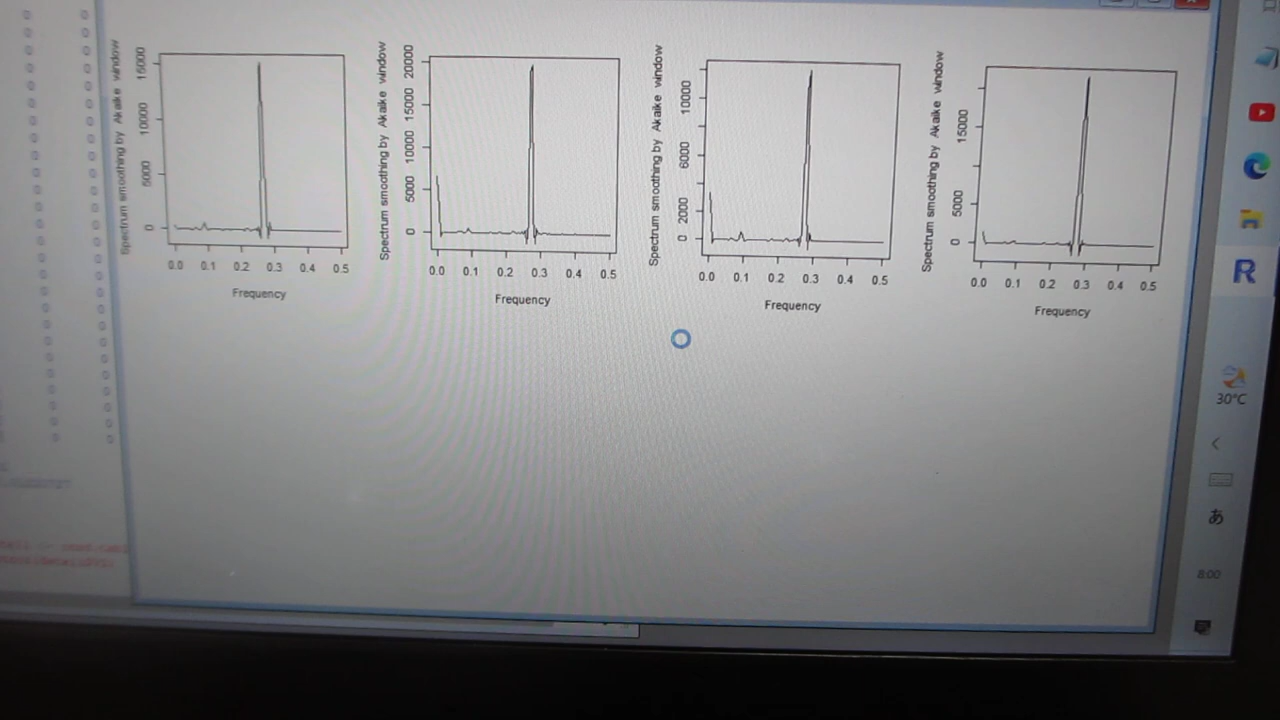 Spectrum smoothing by Akaike window
15000
10000
5000
0
0.0 0.1 0.2 0.3 0.4 0.5
Frequency
Spectrum smoothing by Akaike window
20000
15000
10000
5000
0
0.0 0.1 0.2 0.3 0.4 0.5
Frequency
Spectrum smoothing by Akaike window
10000
6000
2000
0
0.0 0.1 0.2 0.3 0.4 0.5
Frequency
Spectrum smoothing by Akaike window
15000
5000
0
0.0 0.1 0.2 0.3 0.4 0.5
Frequency
R
30°C
あ
8:00